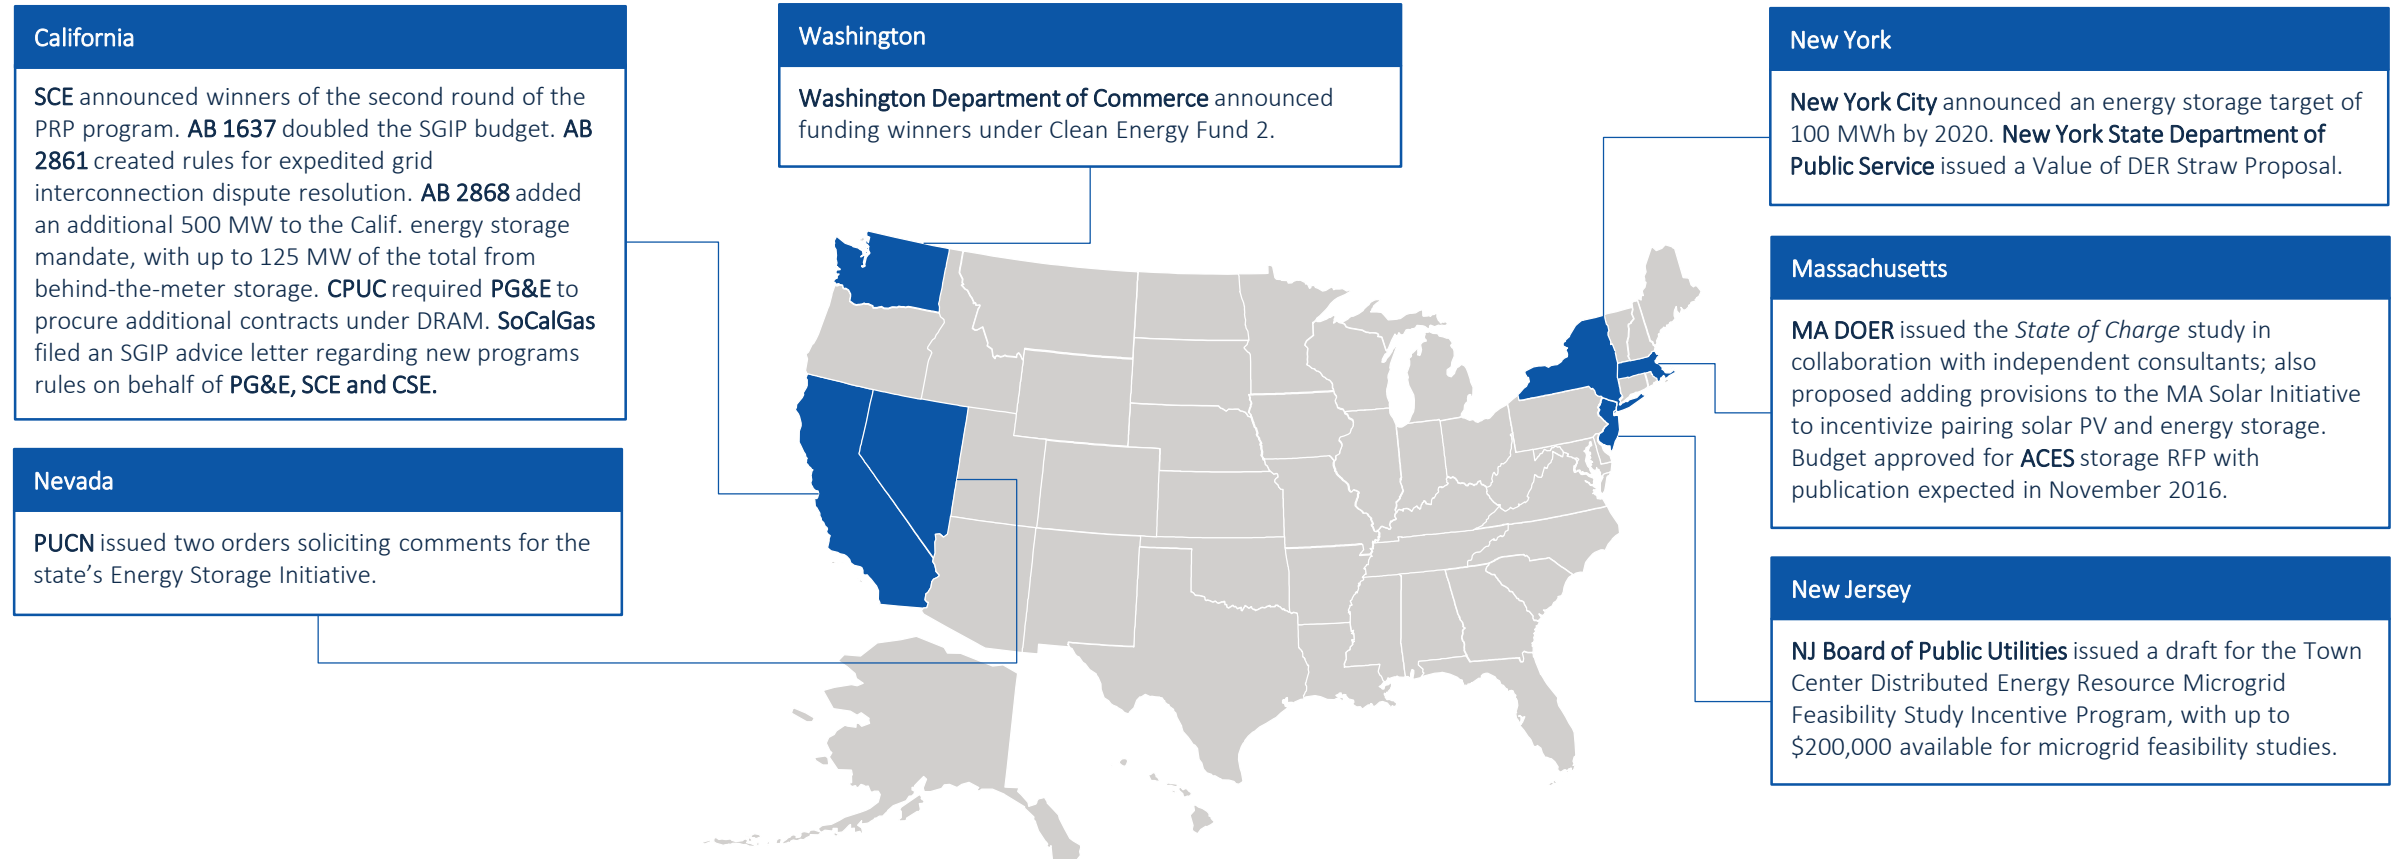 California
SCE announced winners of the second round of the
PRP program. AB 1637 doubled the SGIP budget. AB
2861 created rules for expedited grid
interconnection dispute resolution. AB 2868 added
an additional 500 MW to the Calif. energy storage
mandate, with up to 125 MW of the total from
behind-the-meter storage. CPUC required PG&E to
procure additional contracts under DRAM. SoCalGas
filed an SGIP advice letter regarding new programs
rules on behalf of PG&E, SCE and CSE.
Nevada
PUCN issued two orders soliciting comments for the
state’s Energy Storage Initiative.
Washington
Washington Department of Commerce announced
funding winners under Clean Energy Fund 2.
New York
New York City announced an energy storage target of
100 MWh by 2020. New York State Department of
Public Service issued a Value of DER Straw Proposal.
Massachusetts
MA DOER issued the State of Charge study in
collaboration with independent consultants; also
proposed adding provisions to the MA Solar Initiative
to incentivize pairing solar PV and energy storage.
Budget approved for ACES storage RFP with
publication expected in November 2016.
New Jersey
NJ Board of Public Utilities issued a draft for the Town
Center Distributed Energy Resource Microgrid
Feasibility Study Incentive Program, with up to
$200,000 available for microgrid feasibility studies.